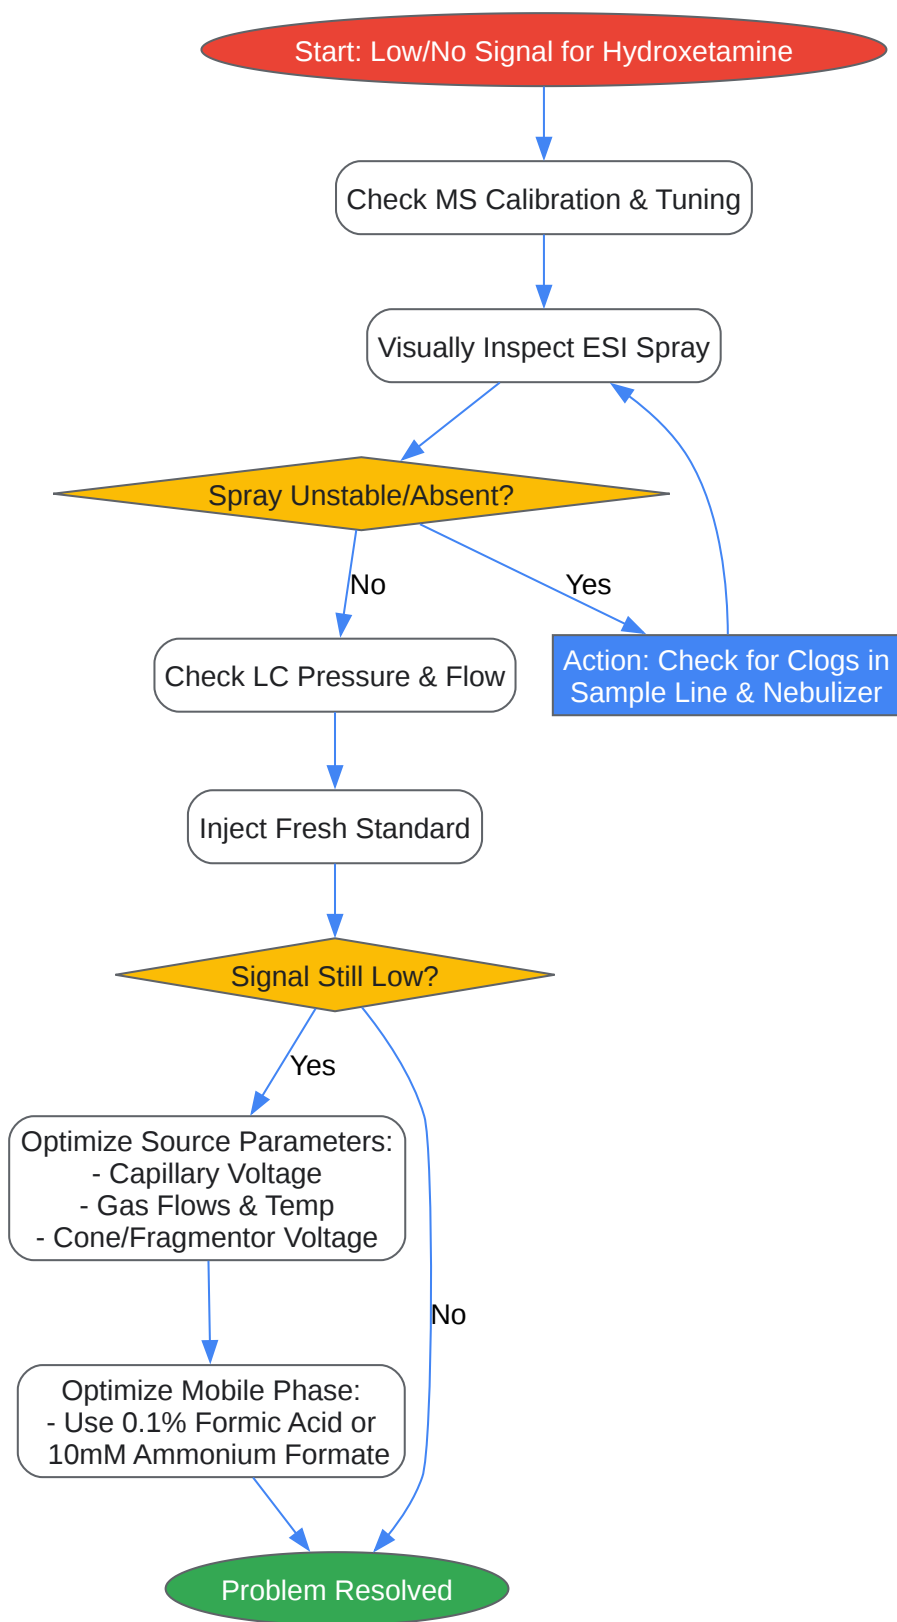 Start: Low/No Signal for Hydroxetamine
Check MS Calibration & Tuning
Visually Inspect ESI Spray
Spray Unstable/Absent?
No
Yes
Action: Check for Clogs in
Sample Line & Nebulizer
Check LC Pressure & Flow
Inject Fresh Standard
Signal Still Low?
Yes
Optimize Source Parameters:
- Capillary Voltage
- Gas Flows & Temp
- Cone/Fragmentor Voltage
No
Optimize Mobile Phase:
- Use 0.1% Formic Acid or
10mM Ammonium Formate
Problem Resolved